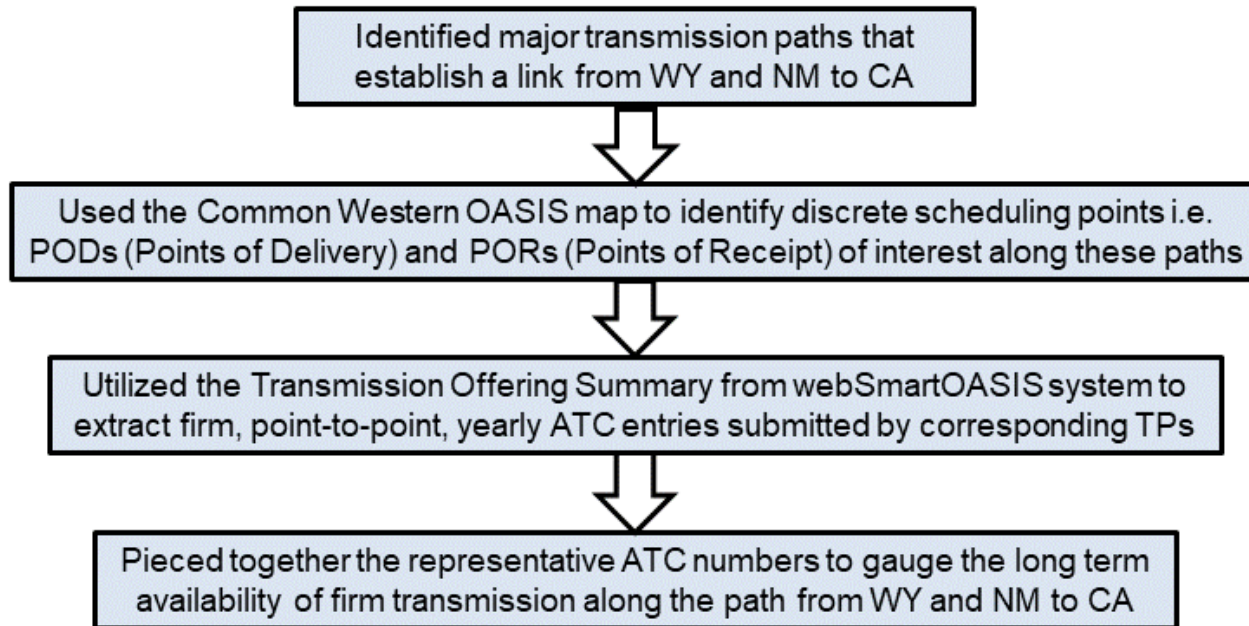 Identified major transmission paths that
establish a link from WY and NM to CA
Used the Common Western OASIS map to identify discrete scheduling points i.e.
PODs (Points of Delivery) and PORs (Points of Receipt) of interest along these paths
Utilized the Transmission Offering Summary from webSmartOASIS system to
extract firm, point-to-point, yearly ATC entries submitted by corresponding TPs
Pieced together the representative ATC numbers to gauge the long term
availability of firm transmission along the path from WY and NM to CA